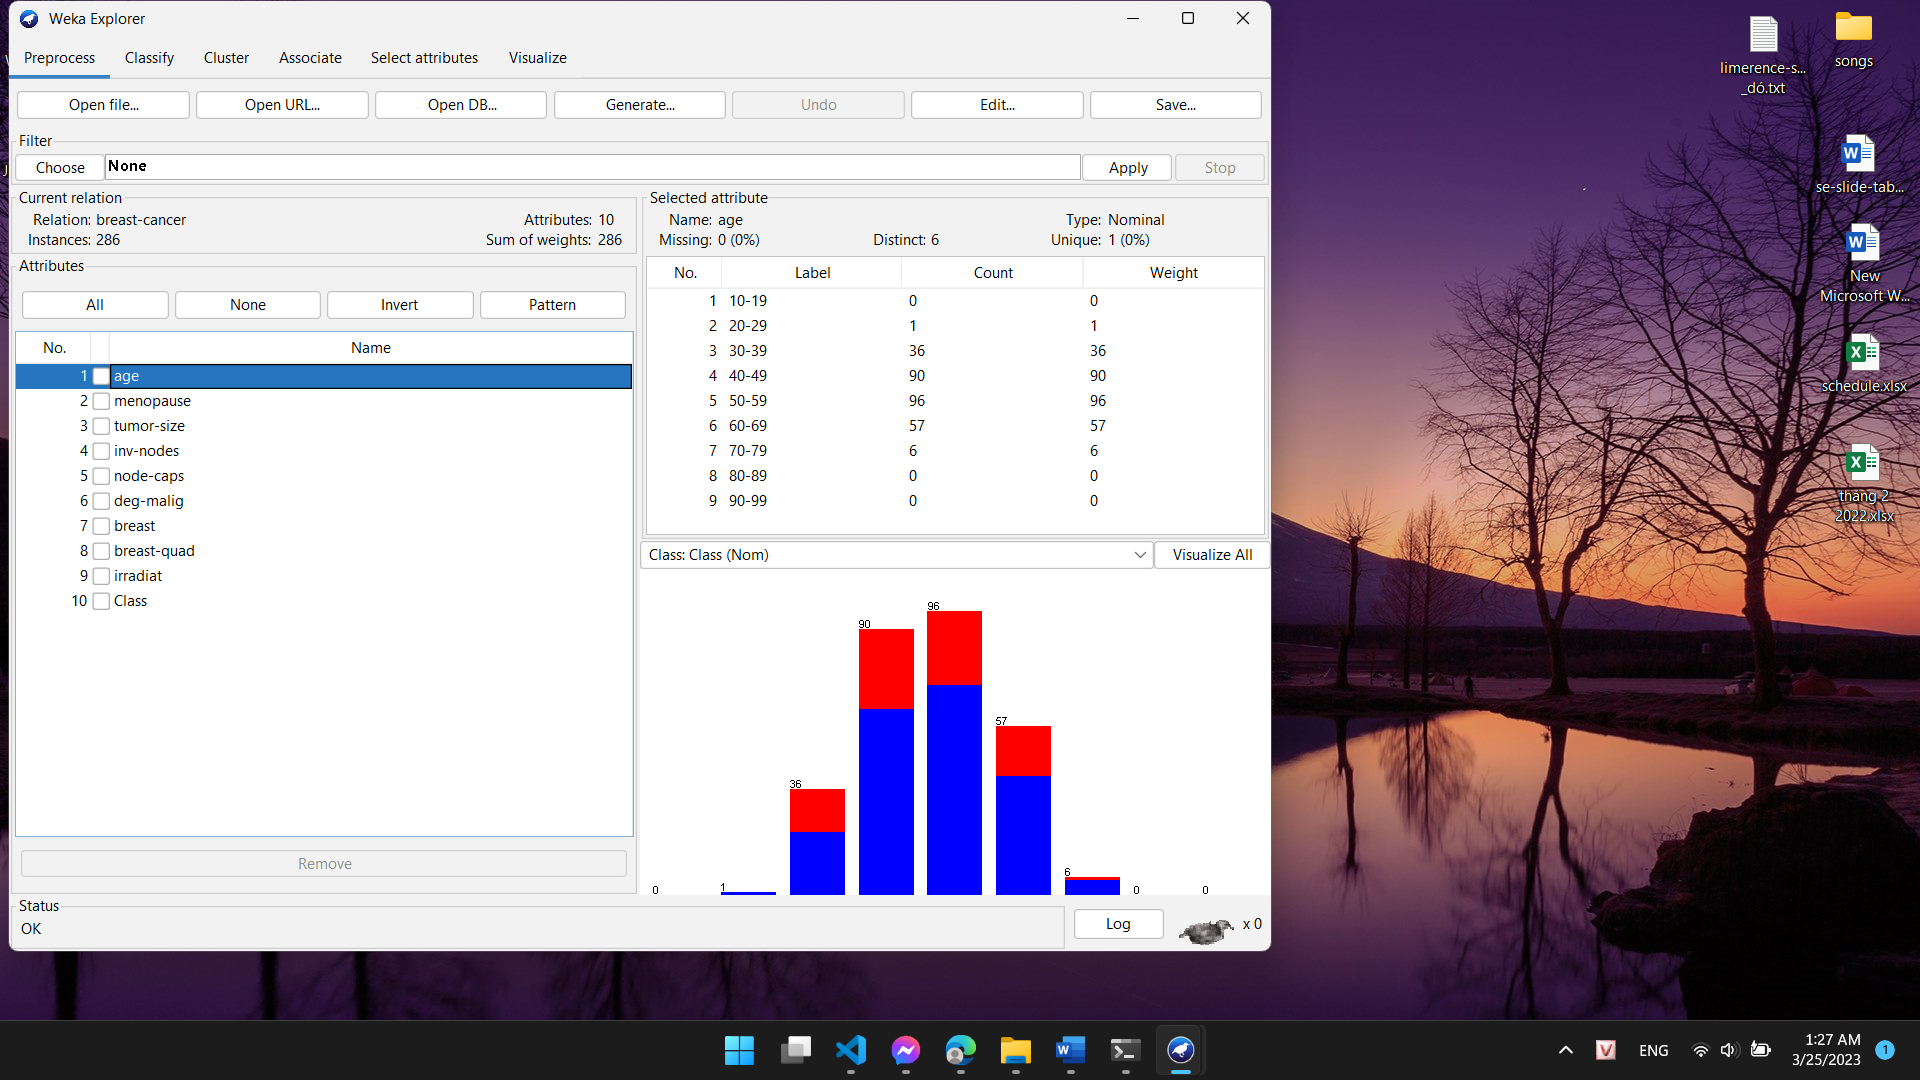 Weka Explorer
Preprocess Classify Cluster Associate Select attributes Visualize
Open file... Open URL... Open DB... Generate... Undo Edit... Save...
Filter
Choose None Apply Stop
Current relation
Relation: breast-cancer Attributes: 10
Instances: 286 Sum of weights: 286
Attributes
All None Invert Pattern
No. Name
1 age
2 menopause
3 tumor-size
4 inv-nodes
5 node-caps
6 deg-malig
7 breast
8 breast-quad
9 irradiat
10 Class
Remove
Selected attribute
Name: age Type: Nominal
Missing: 0 (0%) Distinct: 6 Unique: 1 (0%)
No. Label Count Weight
1 10-19 0 0
2 20-29 1 1
3 30-39 36 36
4 40-49 90 90
5 50-59 96 96
6 60-69 57 57
7 70-79 6 6
8 80-89 0 0
9 90-99 0 0
Class: Class (Nom) Visualize All
0 1 36 90 96 57 6 0 0
Status
OK
Log x 0
limerence-s...
_dó.txt
songs
se-slide-tab...
New
Microsoft W...
schedule.xlsx
thang 2
2022.xlsx
ENG
1:27 AM
3/25/2023
1